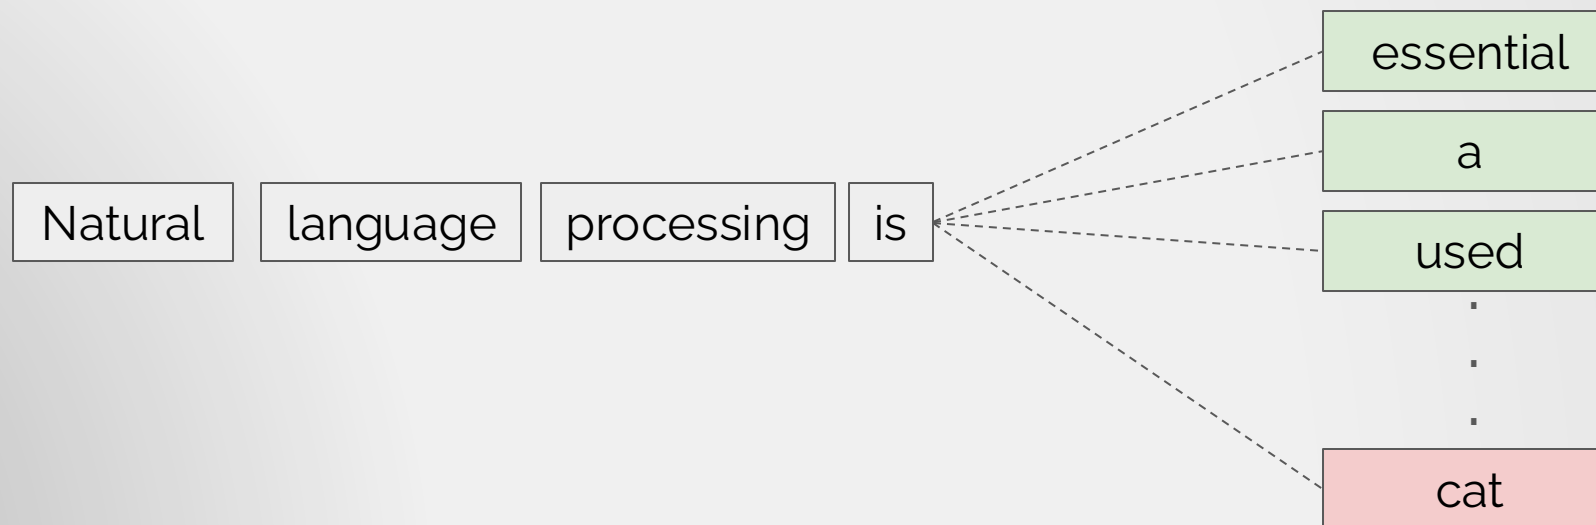 Natural language processing is
essential
a
used
.
.
.
cat